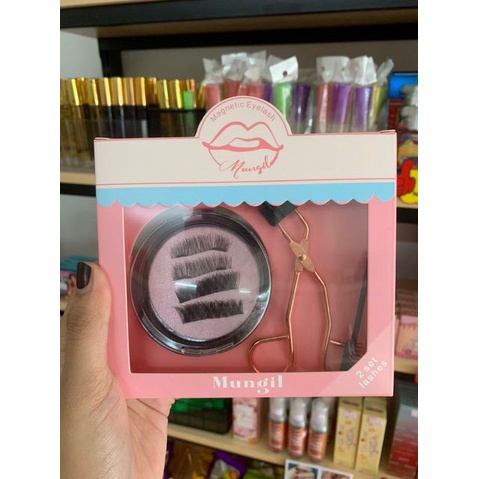 Magnetic Eyelash
Mungil
Mungil
2 set
lashes